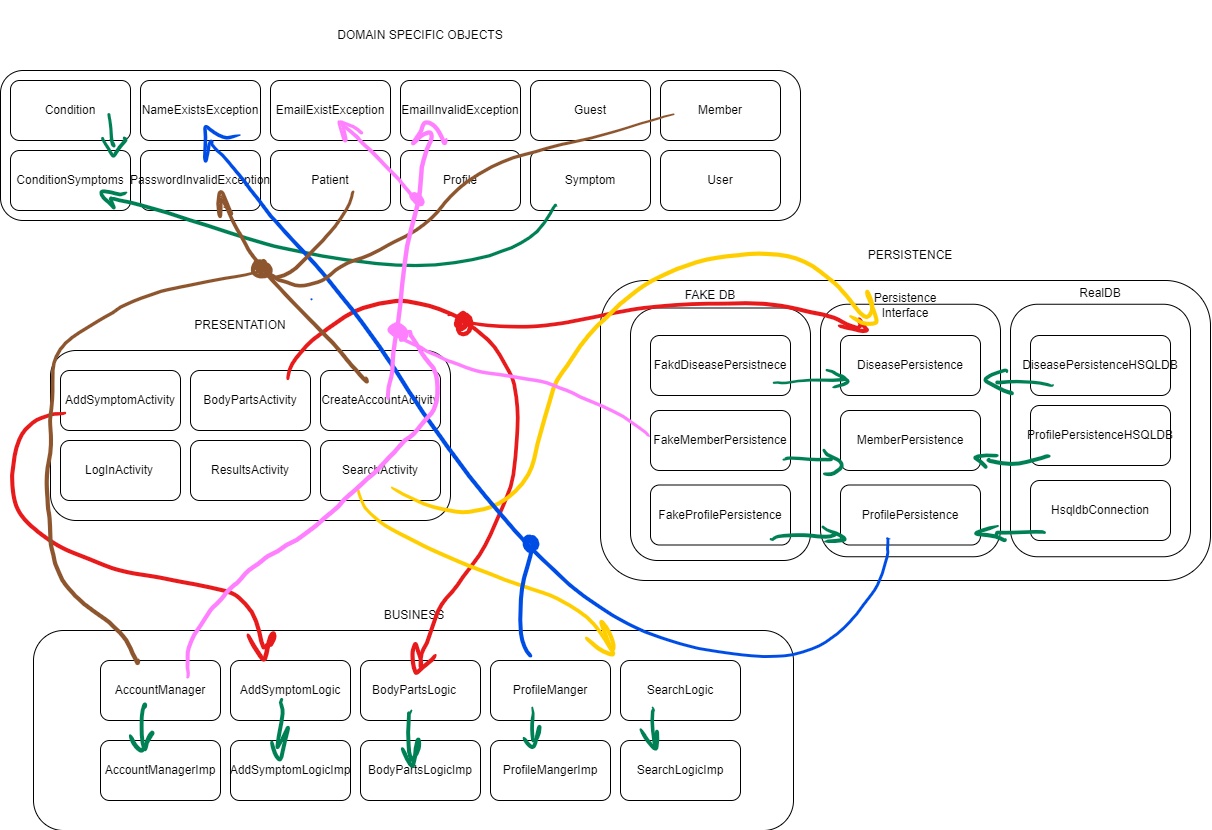 DOMAIN SPECIFIC OBJECTS
Condition
NameExistsException
EmailExistException
EmailInvalidException
Guest
Member
ConditionSymptoms
PasswordInvalidException
Patient
Profile
Symptom
User
PERSISTENCE
FAKE DB
Persistence
Interface
RealDB
FakdDiseasePersistnece
DiseasePersistence
DiseasePersistenceHSQLDB
FakeMemberPersistence
MemberPersistence
ProfilePersistenceHSQLDB
FakeProfilePersistence
ProfilePersistence
HsqldbConnection
PRESENTATION
AddSymptomActivity
BodyPartsActivity
CreateAccountActivity
LogInActivity
ResultsActivity
SearchActivity
BUSINESS
AccountManager
AddSymptomLogic
BodyPartsLogic
ProfileManger
SearchLogic
AccountManagerImp
AddSymptomLogicImp
BodyPartsLogicImp
ProfileMangerImp
SearchLogicImp